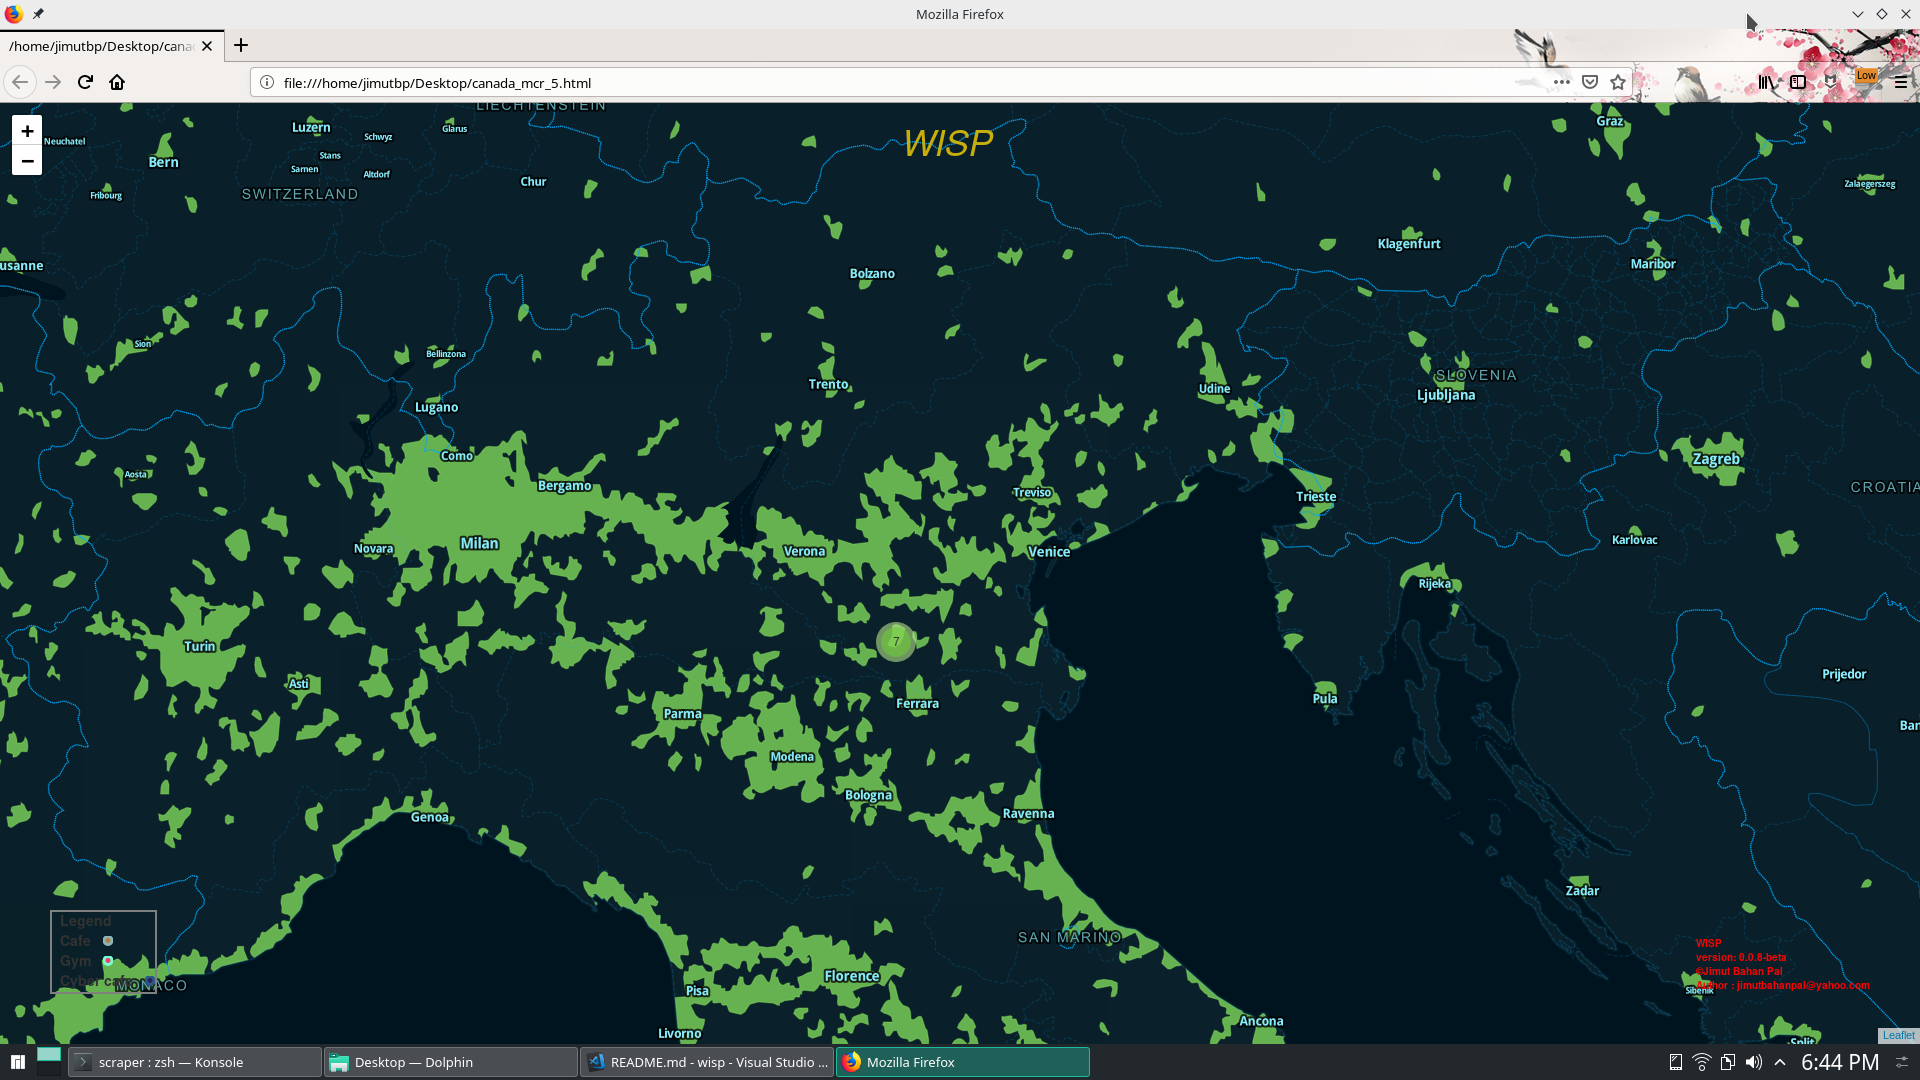 Mozilla Firefox
/home/jimutbp/Desktop/cana
file:///home/jimutbp/Desktop/canada_mcr_5.html
Low
+
−
WISP
LIECHTENSTEIN
Neuchatel
Bern
Luzern
Schwyz
Glarus
Stans
Sarnen
Altdorf
Fribourg
SWITZERLAND
Chur
Graz
Zalaegerszeg
Klagenfurt
Maribor
usanne
Bolzano
Sion
Bellinzona
Trento
Udine
SLOVENIA
Ljubljana
Lugano
Como
Aosta
Bergamo
Treviso
Trieste
Zagreb
CROATIA
Novara
Milan
Verona
Venice
Karlovac
Rijeka
Turin
7
Asti
Parma
Ferrara
Pula
Prijedor
Ban
Modena
Bologna
Genoa
Ravenna
Zadar
SAN MARINO
Florence
Pisa
Livorno
Ancona
Sibenik
Split
MONACO
Legend
Cafe
Gym
Cyber cafe
WISP
version: 0.0.8-beta
©Jimut Bahan Pal
Author : jimutbahanpal@yahoo.com
Leaflet
scraper : zsh — Konsole
Desktop — Dolphin
README.md - wisp - Visual Studio ...
Mozilla Firefox
6:44 PM